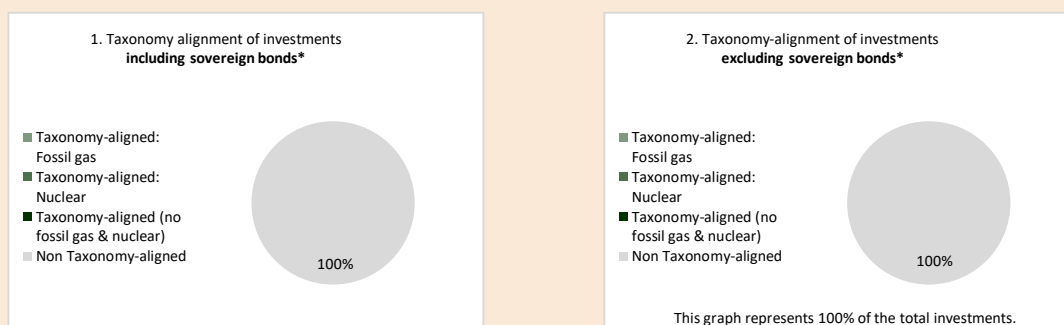 1. Taxonomy alignment of investments
including sovereign bonds*
Taxonomy-aligned:
Fossil gas
Taxonomy-aligned:
Nuclear
Taxonomy-aligned (no
fossil gas & nuclear)
Non Taxonomy-aligned
100%
2. Taxonomy-alignment of investments
excluding sovereign bonds*
Taxonomy-aligned:
Fossil gas
Taxonomy-aligned:
Nuclear
Taxonomy-aligned (no
fossil gas & nuclear)
Non Taxonomy-aligned
100%
This graph represents 100% of the total investments.